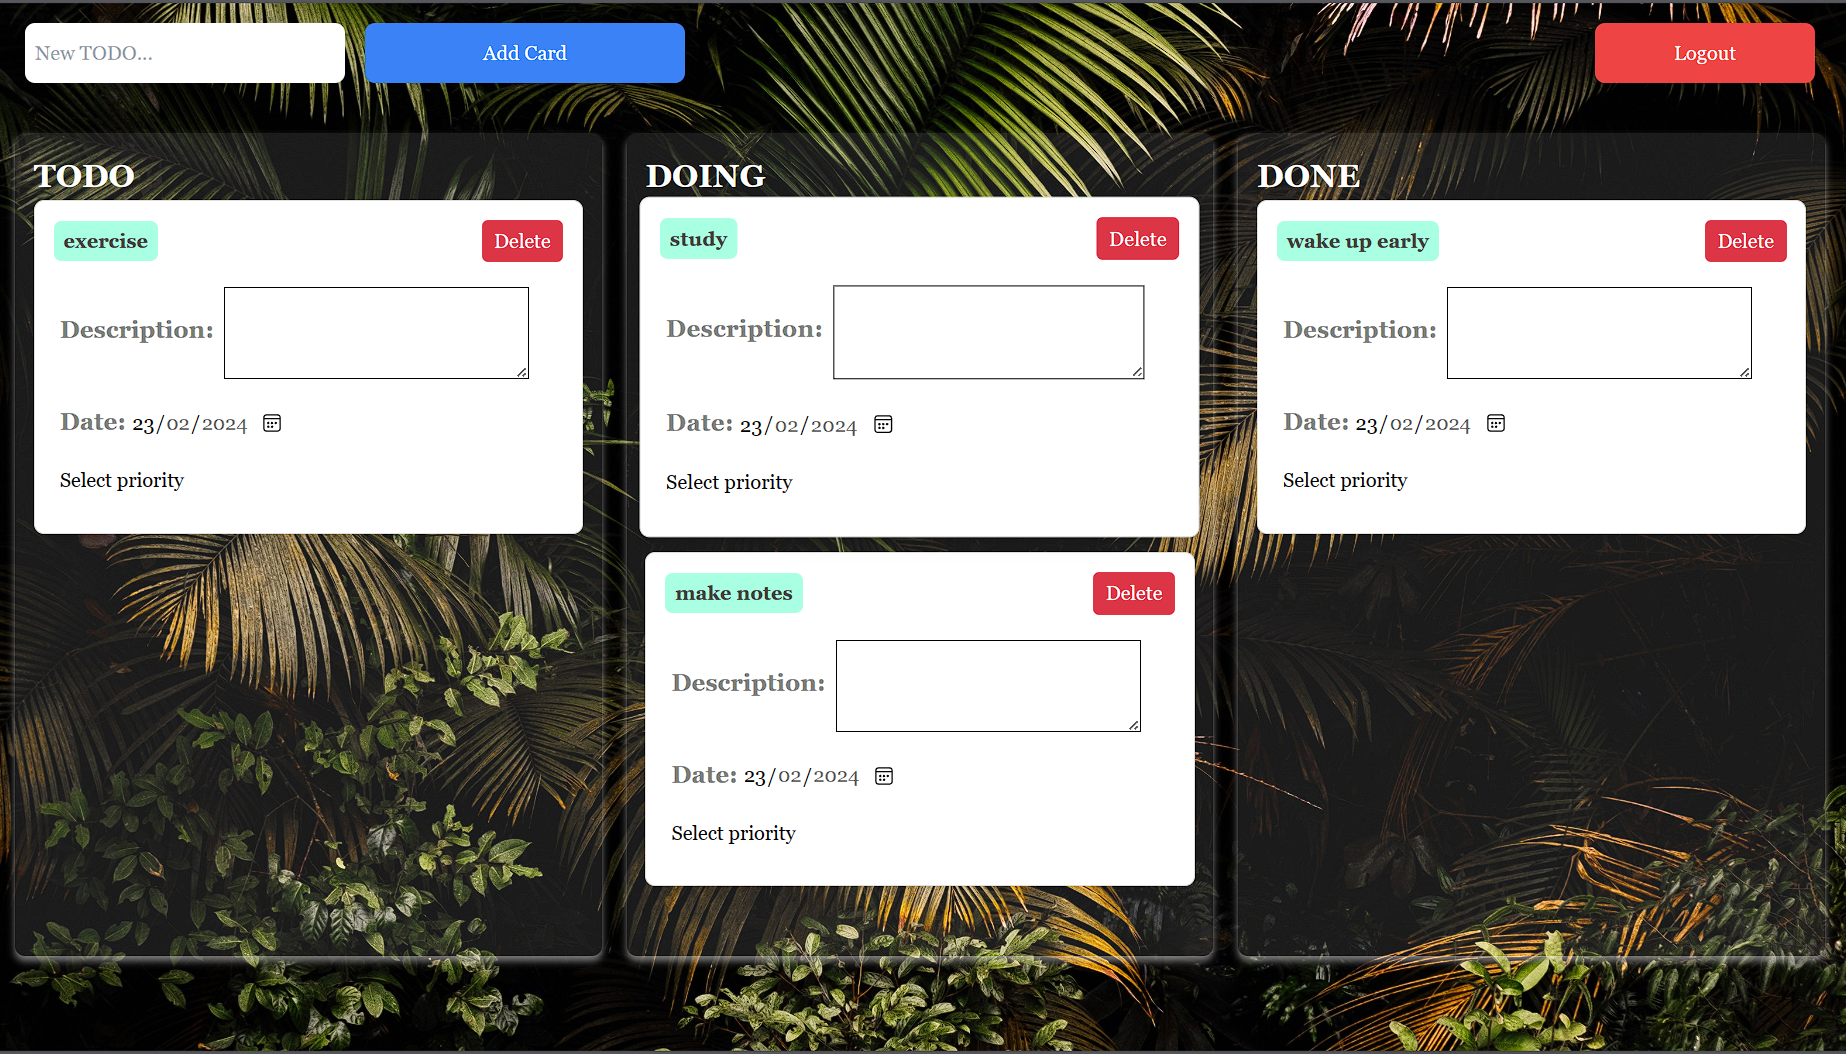 New TODO...
Add Card
Logout
TODO
exercise
Delete
Description:
Date: 23/02/2024
Select priority
DOING
study
Delete
Description:
Date: 23/02/2024
Select priority
make notes
Delete
Description:
Date: 23/02/2024
Select priority
DONE
wake up early
Delete
Description:
Date: 23/02/2024
Select priority